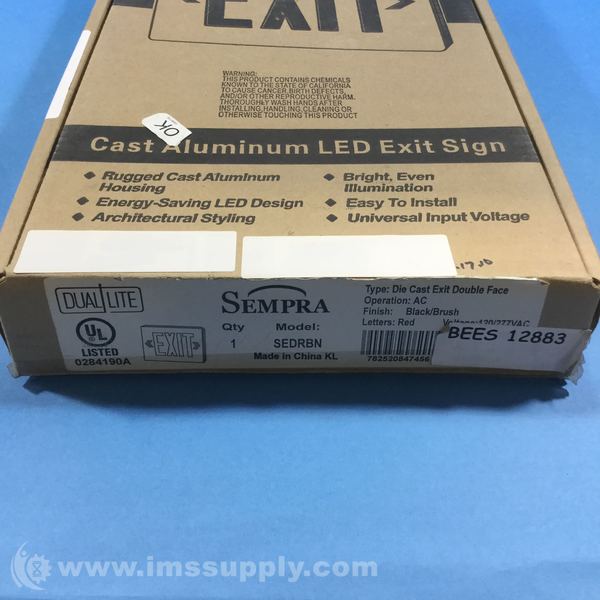 EXIT
WARNING:
THIS PRODUCT CONTAINS CHEMICALS
KNOWN TO THE STATE OF CALIFORNIA
TO CAUSE CANCER, BIRTH DEFECTS,
AND/OR OTHER REPRODUCTIVE HARM.
THOROUGHLY WASH HANDS AFTER
INSTALLING, HANDLING, CLEANING OR
OTHERWISE TOUCHING THIS PRODUCT
OK
Cast Aluminum LED Exit Sign
◆ Rugged Cast Aluminum Housing
◆ Energy-Saving LED Design
◆ Architectural Styling
◆ Bright, Even Illumination
◆ Easy To Install
◆ Universal Input Voltage
DUAL LITE
UL
LISTED
0284190A
EXIT
SEMPRA
Qty Model:
1 SEDRBN
Made in China KL
Type: Die Cast Exit Double Face
Operation: AC
Finish: Black/Brush
Letters: Red Voltage: 120/277VAC
782520847456
BEES 12883
www.imssupply.com